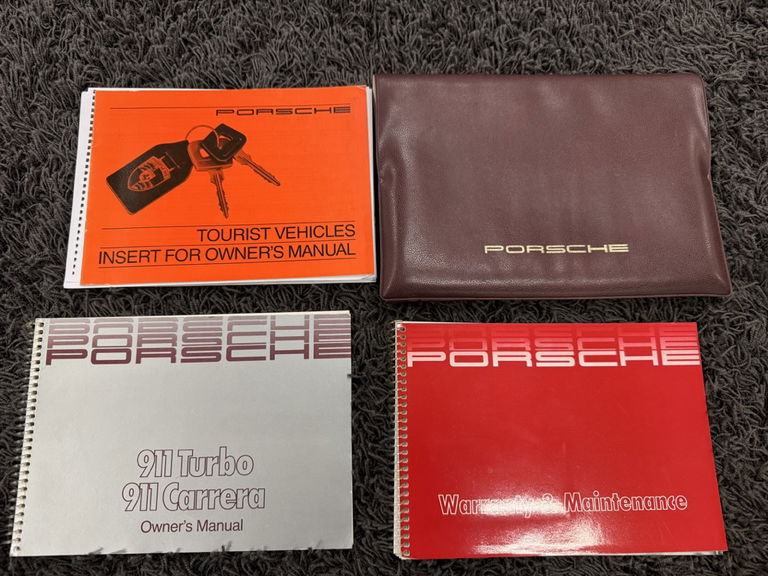 PORSCHE
TOURIST VEHICLES
INSERT FOR OWNER'S MANUAL
PORSCHE
PORSCHE
PORSCHE
PORSCHE
911 Turbo
911 Carrera
Owner's Manual
PORSCHE
PORSCHE
PORSCHE
Warranty & Maintenance